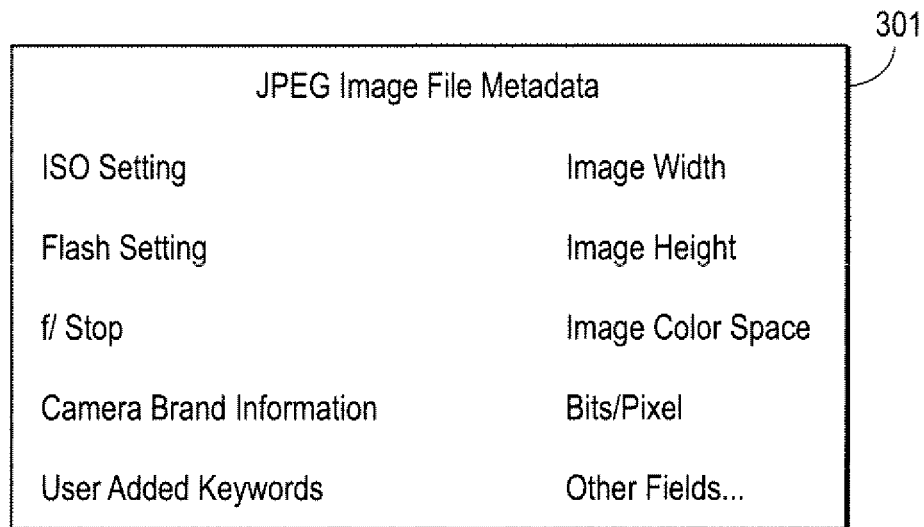 301
JPEG Image File Metadata
ISO Setting
Image Width
Flash Setting
Image Height
f/ Stop
Image Color Space
Camera Brand Information
Bits/Pixel
User Added Keywords
Other Fields...